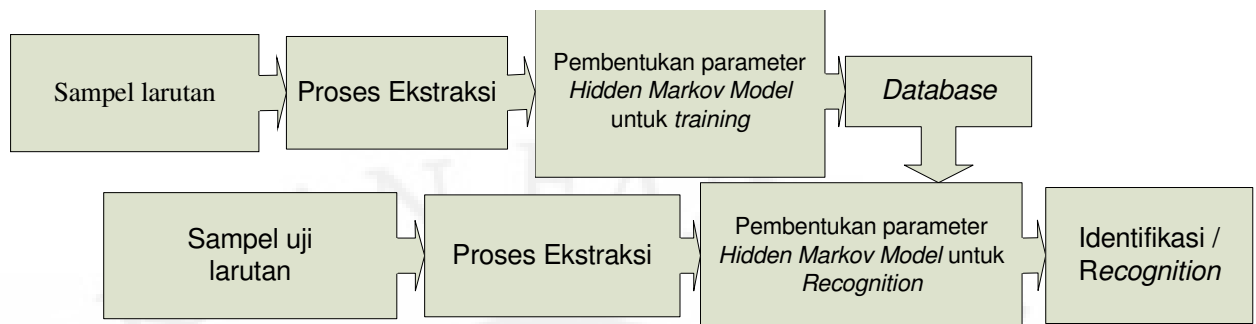 Sampel larutan
Proses Ekstraksi
Pembentukan parameter
Hidden Markov Model
untuk training
Database
Sampel uji
larutan
Proses Ekstraksi
Pembentukan parameter
Hidden Markov Model untuk
Recognition
Identifikasi /
Recognition